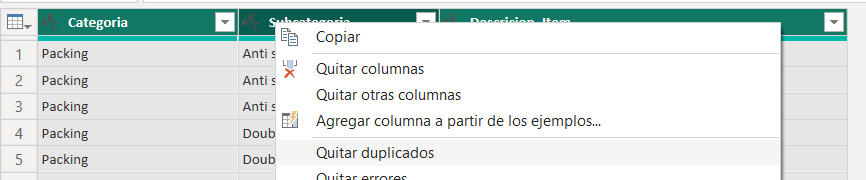 Categoria Subcategoria Descripcion_Item
Copiar
Quitar columnas
Quitar otras columnas
Agregar columna a partir de los ejemplos...
Quitar duplicados
Quitar errores
1 Packing Anti s
2 Packing Anti s
3 Packing Anti s
4 Packing Doub
5 Packing Doub